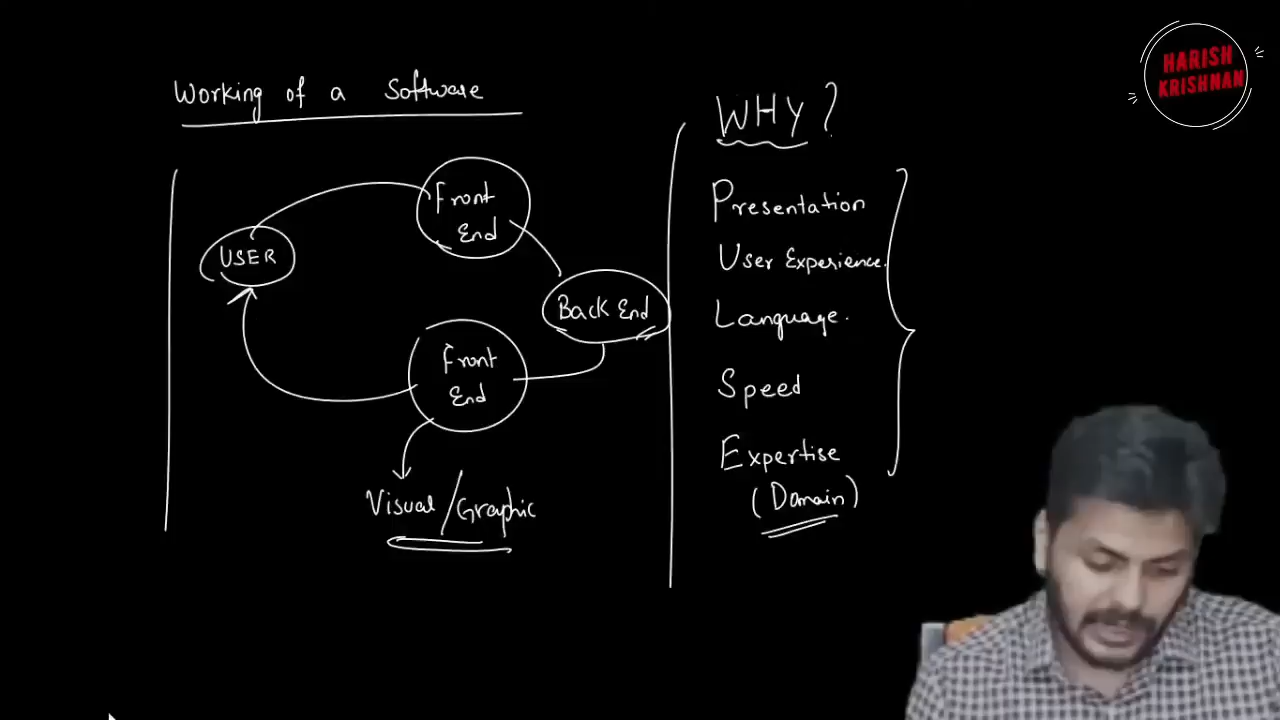 HARISH
KRISHNAN
Working of a Software
USER
Front
End
Back End
Front
End
Visual/Graphic
WHY?
Presentation
User Experience.
Language.
Speed
Expertise
(Domain)